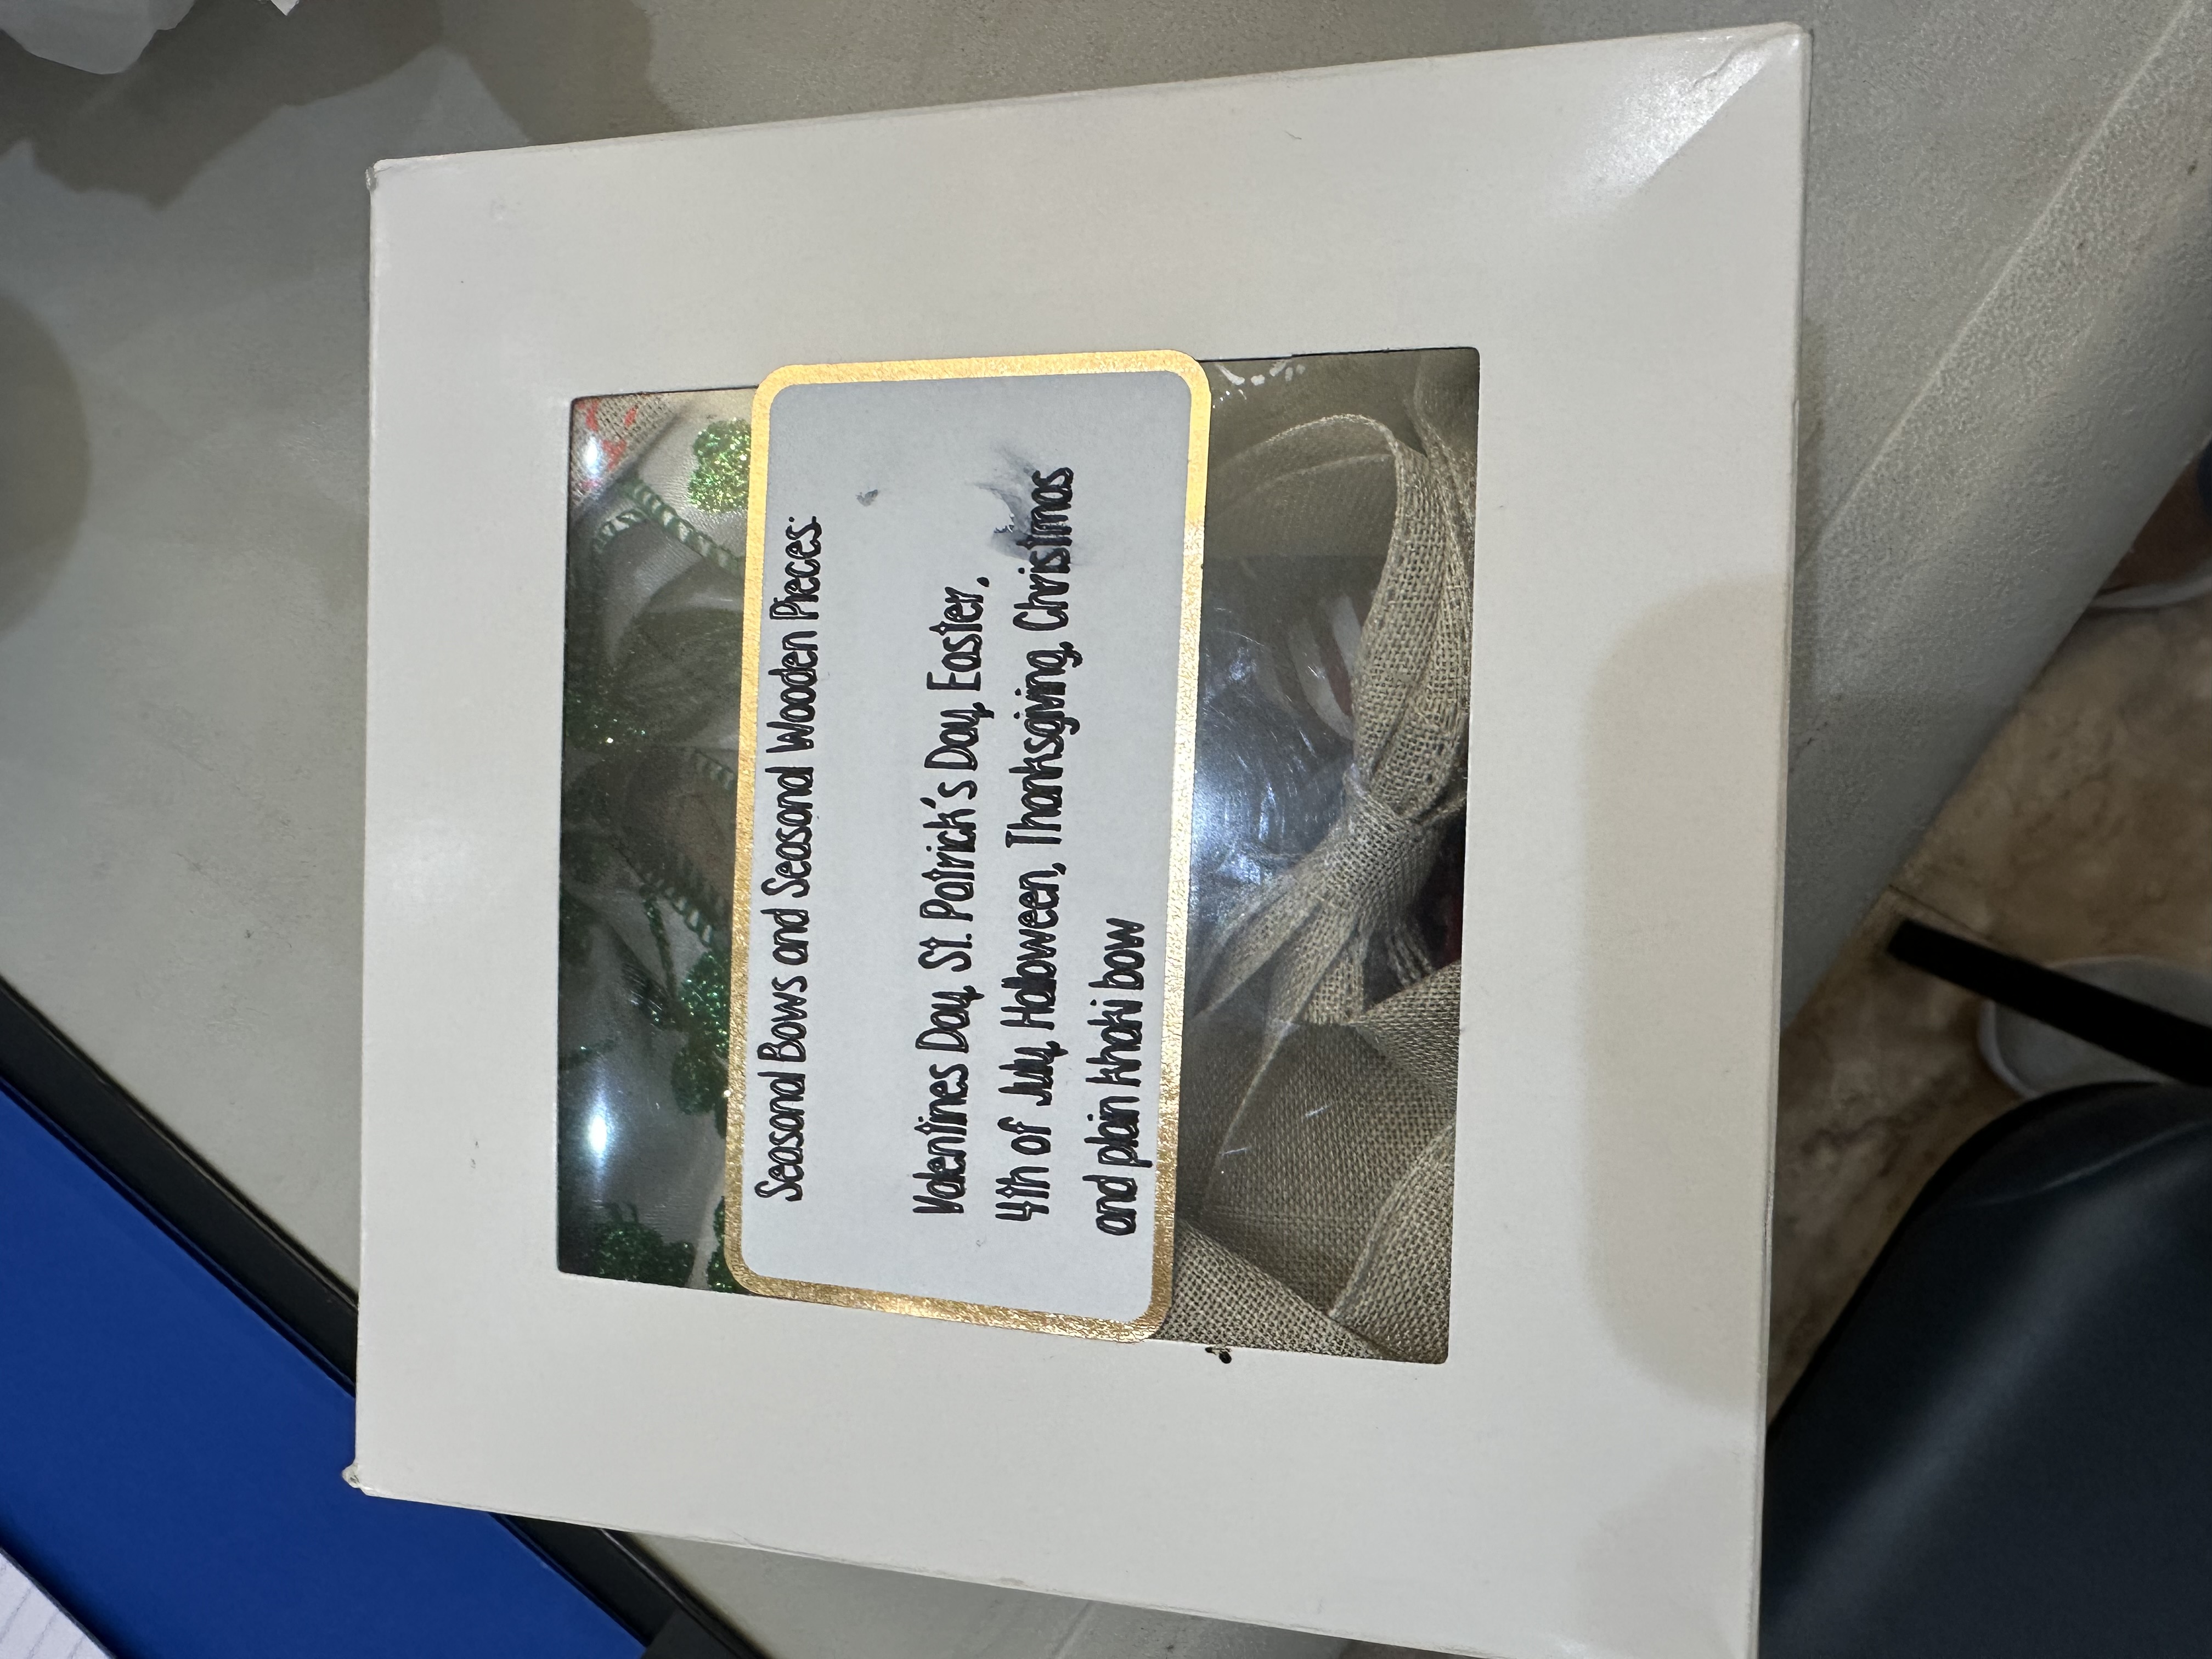 Seasonal Bows and Seasonal Wooden Pieces:
Valentines Day, St. Patrick's Day, Easter,
4th of July, Halloween, Thanksgiving, Christmas
and plain khaki bow